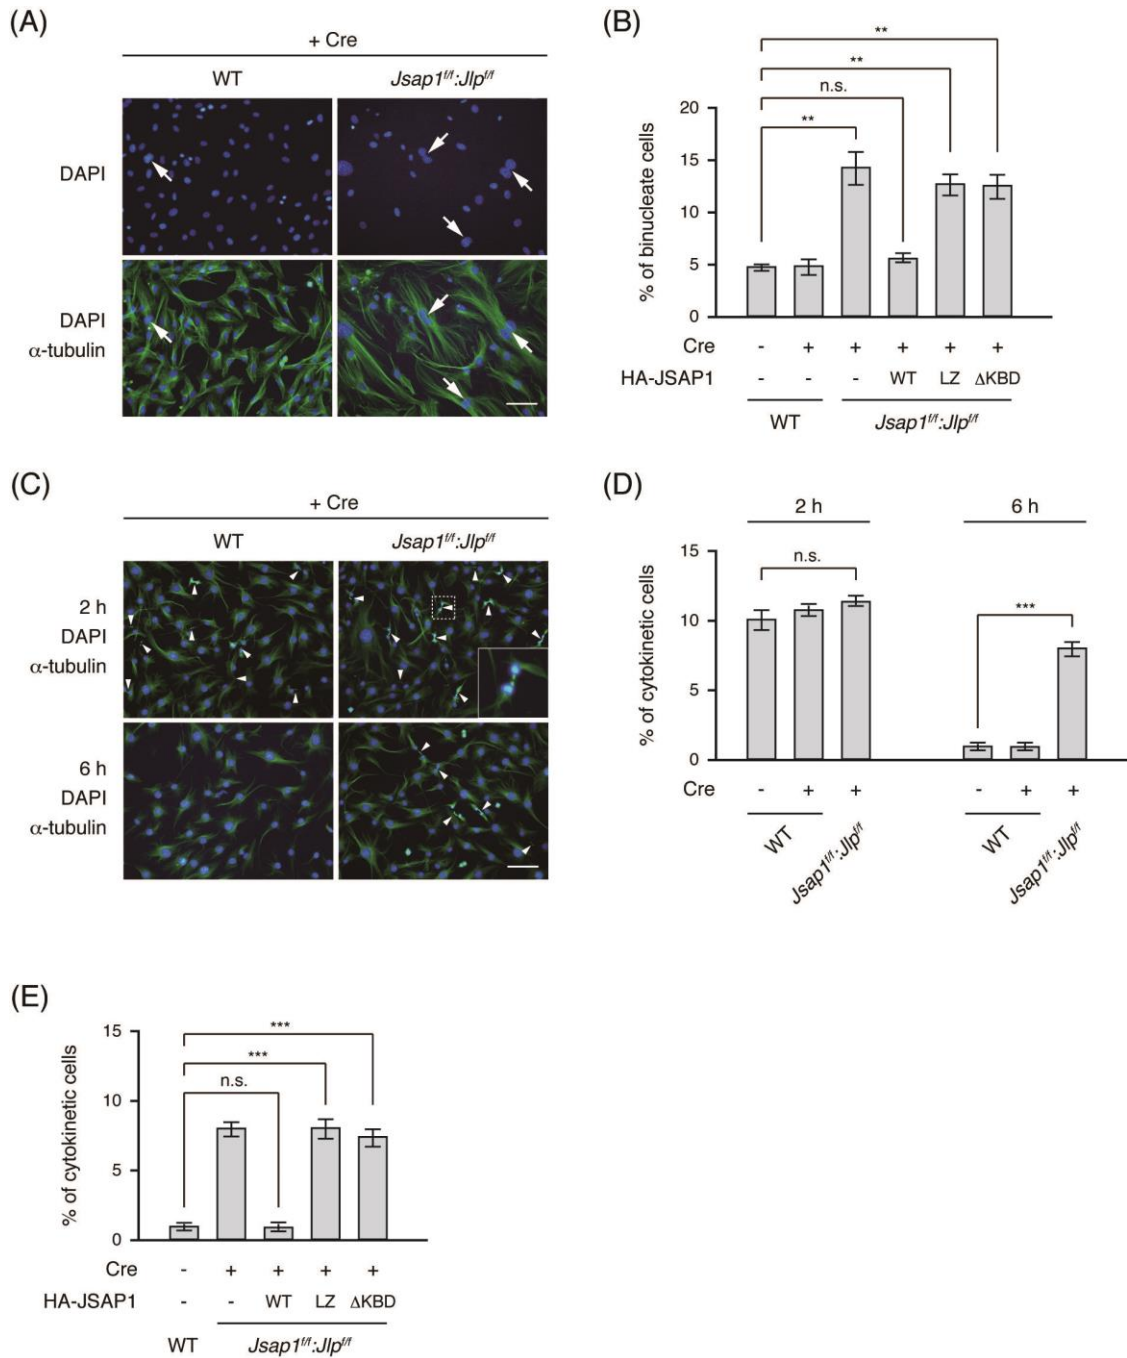 (A)
+ Cre
WT Jsap1f/f:Jlpf/f
DAPI
DAPI
α-tubulin
(B)
**
**
n.s.
**
20
15
10
5
0
% of binucleate cells
Cre - + + + + +
HA-JSAP1 - - - WT LZ ΔKBD
WT Jsap1f/f:Jlpf/f
(C)
+ Cre
WT Jsap1f/f:Jlpf/f
2 h
DAPI
α-tubulin
6 h
DAPI
α-tubulin
(D)
2 h 6 h
15
10
5
0
% of cytokinetic cells
n.s.
***
Cre - + + - + +
WT Jsap1f/f:Jlpf/f WT Jsap1f/f:Jlpf/f
(E)
***
***
n.s.
15
10
5
0
% of cytokinetic cells
Cre - + + + +
HA-JSAP1 - - WT LZ ΔKBD
WT Jsap1f/f:Jlpf/f